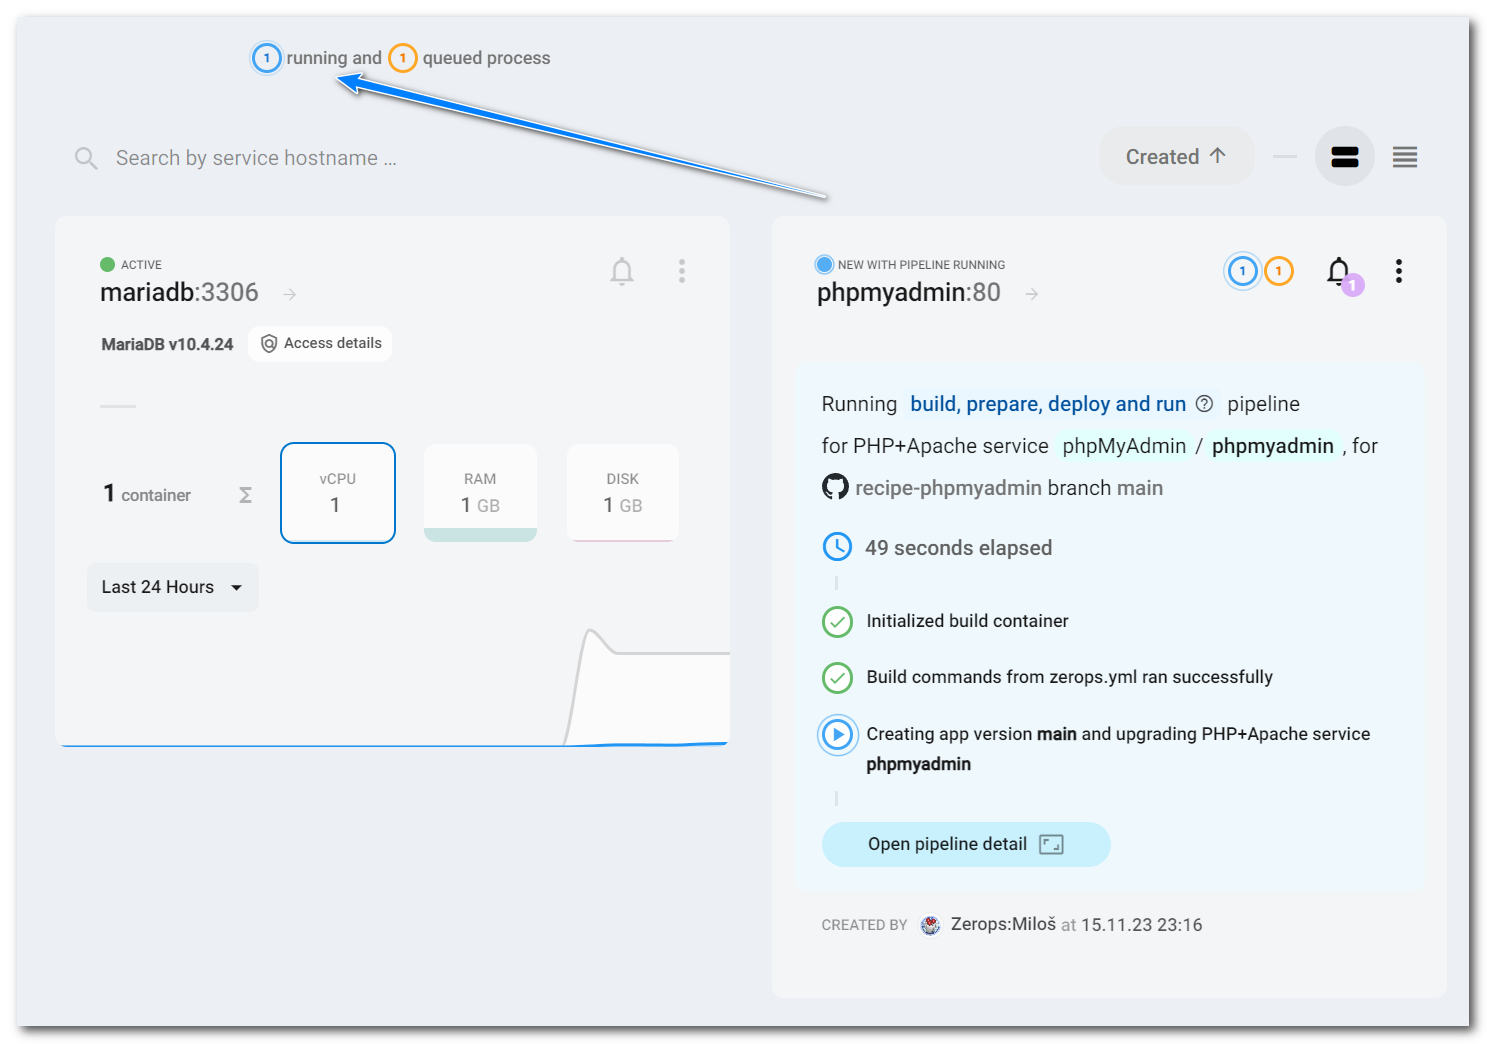 1 running and 1 queued process
Search by service hostname ...
Created
ACTIVE
mariadb:3306
MariaDB v10.4.24 Access details
1 container Σ
vCPU
1
RAM
1 GB
DISK
1 GB
Last 24 Hours
NEW WITH PIPELINE RUNNING
1 1 1
phpmyadmin:80
Running build, prepare, deploy and run ? pipeline
for PHP+Apache service phpMyAdmin / phpmyadmin , for
recipe-phpmyadmin branch main
49 seconds elapsed
Initialized build container
Build commands from zerops.yml ran successfully
Creating app version main and upgrading PHP+Apache service
phpmyadmin
Open pipeline detail
CREATED BY Zerops:Miloš at 15.11.23 23:16